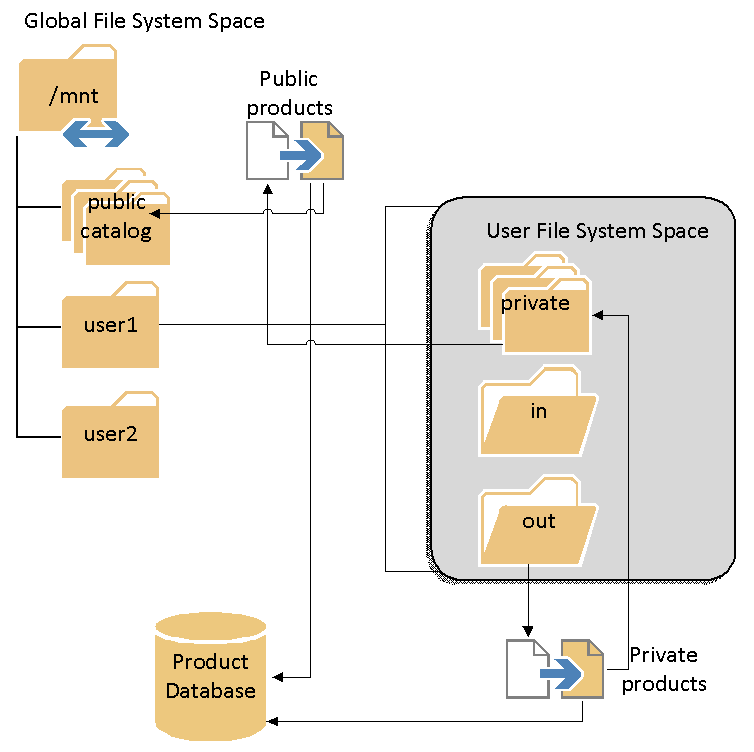 Global File System Space
/mnt
Public
products
public
catalog
User File System Space
private
user1
in
user2
out
Product
Database
Private
products